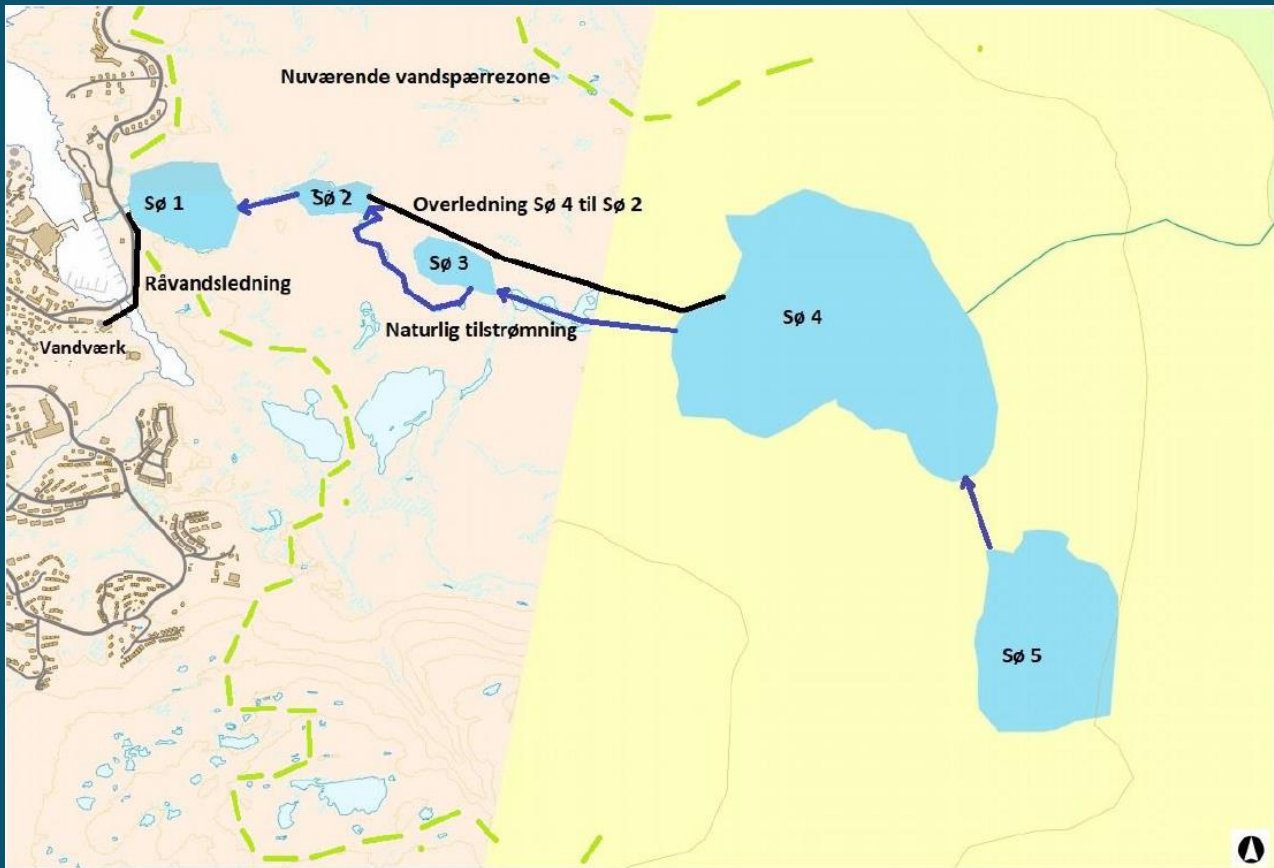 Nuværende vandspærrezone
Sø 1
Sø 2
Overledning Sø 4 til Sø 2
Sø 3
Råvandsledning
Sø 4
Naturlig tilstrømning
Vandværk
Sø 5